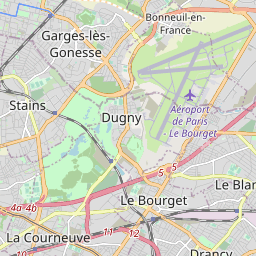 Bonneuil-en-
France
Garges-lès-
Gonesse
Stains
Dugny
Aéroport
de Paris
Le Bourget
5
5
Le Blan
Le Bourget
4a-4b
La Courneuve
11
12
4
Drancy